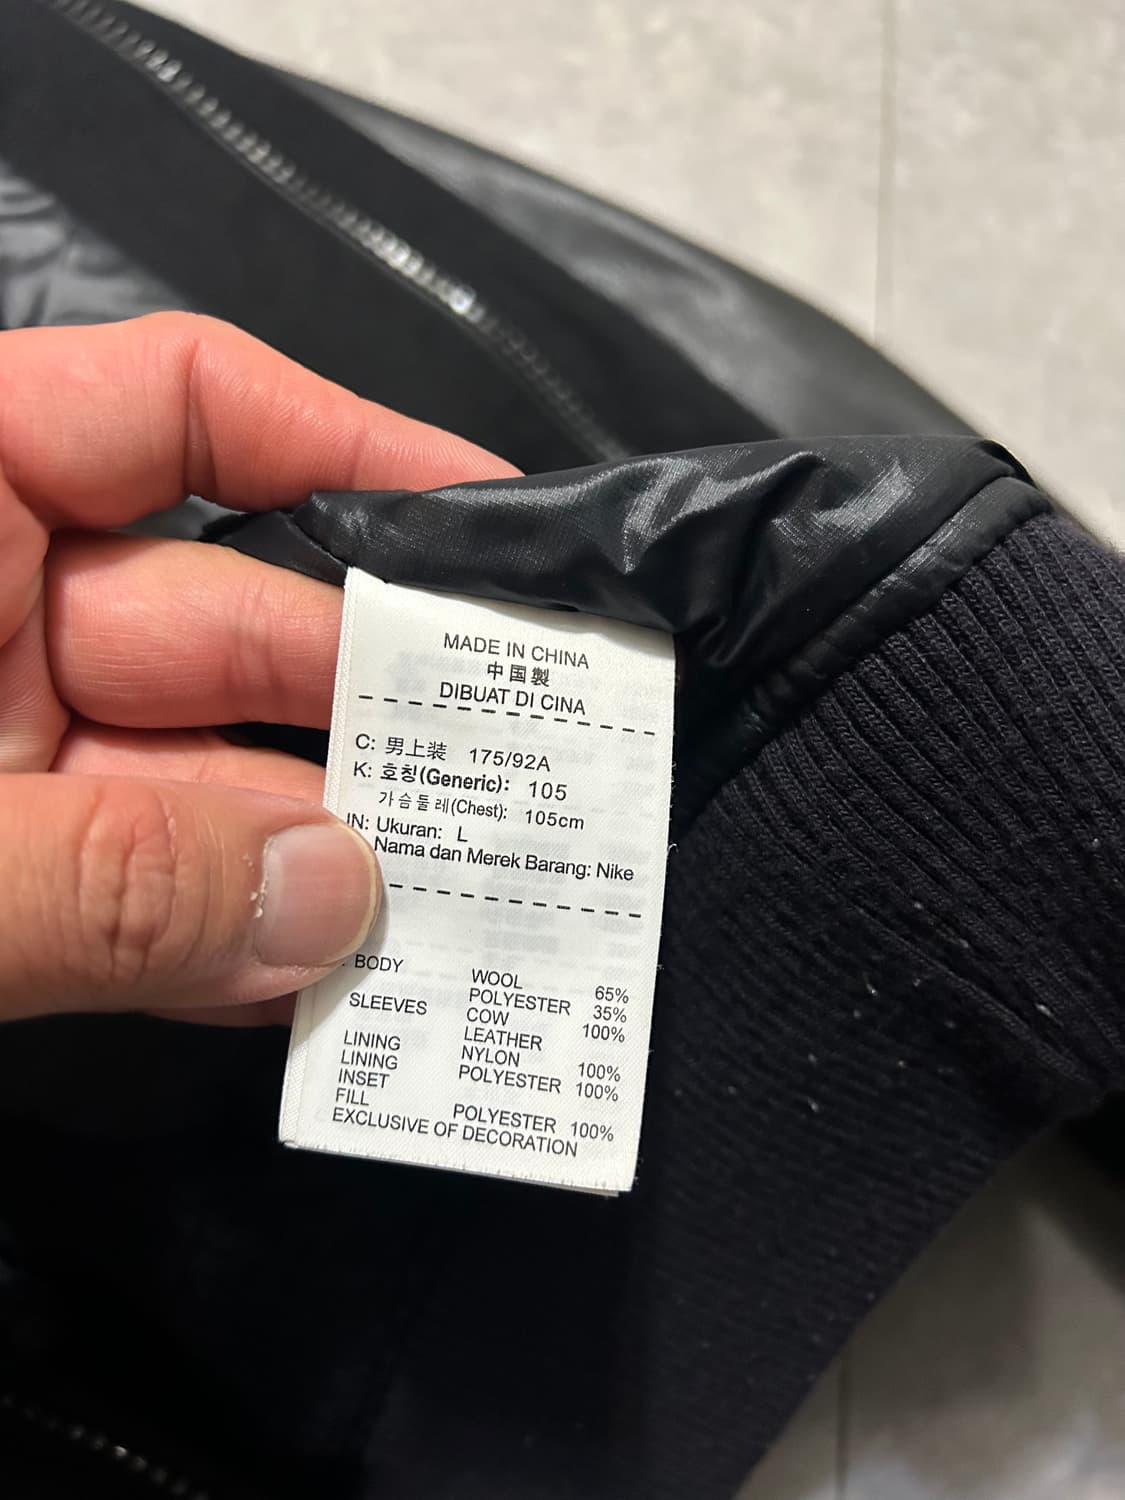 MADE IN CHINA
中国製
DIBUAT DI CINA
C: 男上装 175/92A
K: 호칭(Generic): 105
가슴둘레(Chest): 105cm
IN: Ukuran: L
Nama dan Merek Barang: Nike
BODY WOOL 65%
POLYESTER 35%
SLEEVES COW 100%
LEATHER
LINING NYLON 100%
LINING POLYESTER 100%
INSET
FILL POLYESTER 100%
EXCLUSIVE OF DECORATION